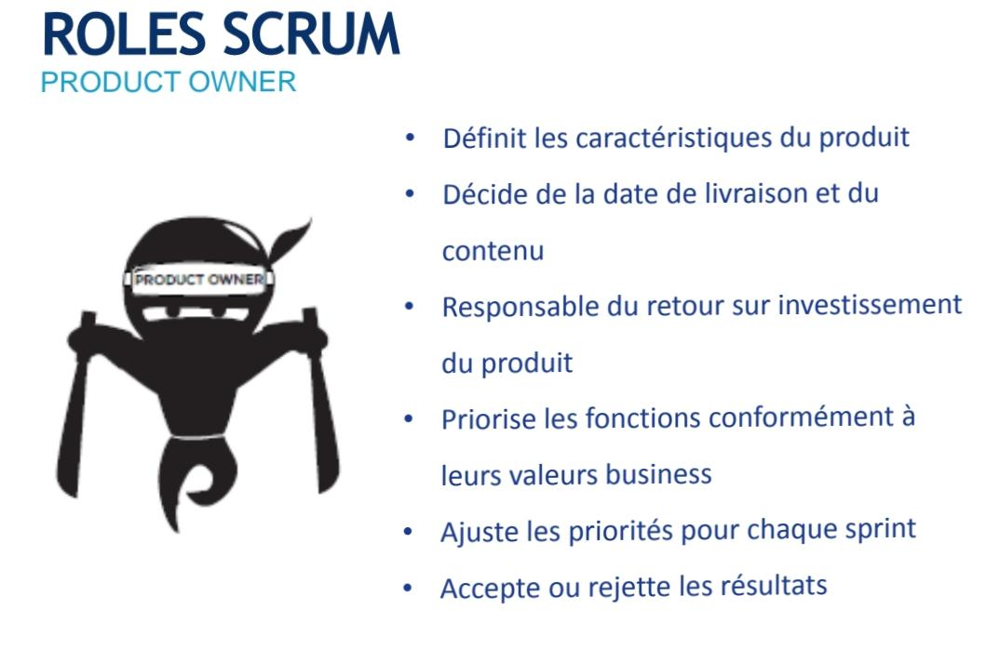 ROLES SCRUM
PRODUCT OWNER
PRODUCT OWNER
• Définit les caractéristiques du produit
• Décide de la date de livraison et du
contenu
• Responsable du retour sur investissement
du produit
• Priorise les fonctions conformément à
leurs valeurs business
• Ajuste les priorités pour chaque sprint
• Accepte ou rejette les résultats